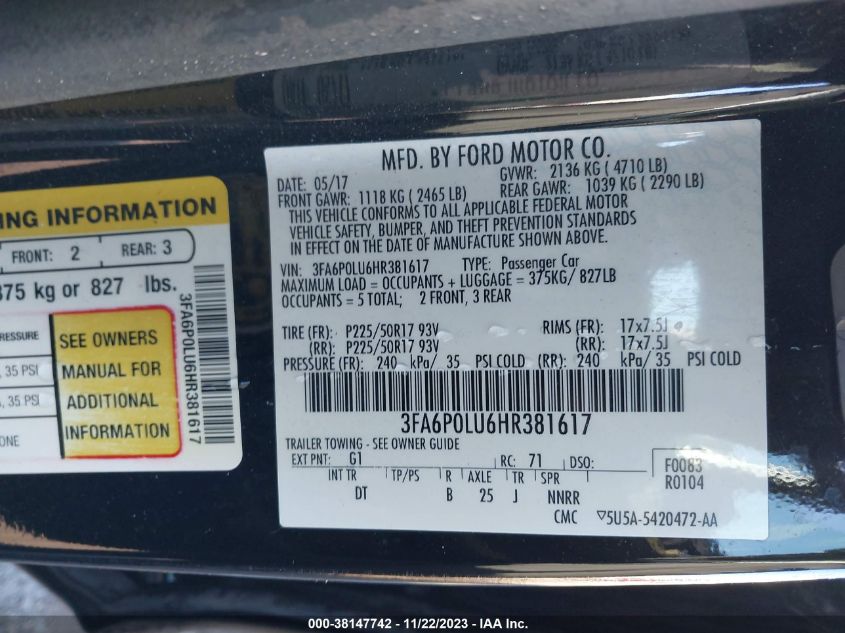 NG INFORMATION
FRONT: 2 REAR: 3
375 kg or 827 lbs.
PRESSURE
, 35 PSI
, 35 PSI
ONE
SEE OWNERS
MANUAL FOR
ADDITIONAL
INFORMATION
3FA6P0LU6HR381617
MFD. BY FORD MOTOR CO.
DATE: 05/17 GVWR: 2136 KG ( 4710 LB)
FRONT GAWR: 1118 KG ( 2465 LB) REAR GAWR: 1039 KG ( 2290 LB)
THIS VEHICLE CONFORMS TO ALL APPLICABLE FEDERAL MOTOR
VEHICLE SAFETY, BUMPER, AND THEFT PREVENTION STANDARDS
IN EFFECT ON THE DATE OF MANUFACTURE SHOWN ABOVE.
VIN: 3FA6P0LU6HR381617 TYPE: Passenger Car
MAXIMUM LOAD = OCCUPANTS + LUGGAGE = 375KG/ 827LB
OCCUPANTS = 5 TOTAL; 2 FRONT, 3 REAR
TIRE (FR): P225/50R17 93V RIMS (FR): 17x7.5J
(RR): P225/50R17 93V (RR): 17x7.5J
PRESSURE (FR): 240 kPa/ 35 PSI COLD (RR): 240 kPa/ 35 PSI COLD
3FA6P0LU6HR381617
TRAILER TOWING - SEE OWNER GUIDE
EXT PNT: G1 RC: 71 DSO: F0083
R0104
INT TR TP/PS R AXLE TR SPR
DT B 25 J NNRR
CMC ▽5U5A-5420472-AA
000-38147742 - 11/22/2023 - IAA Inc.